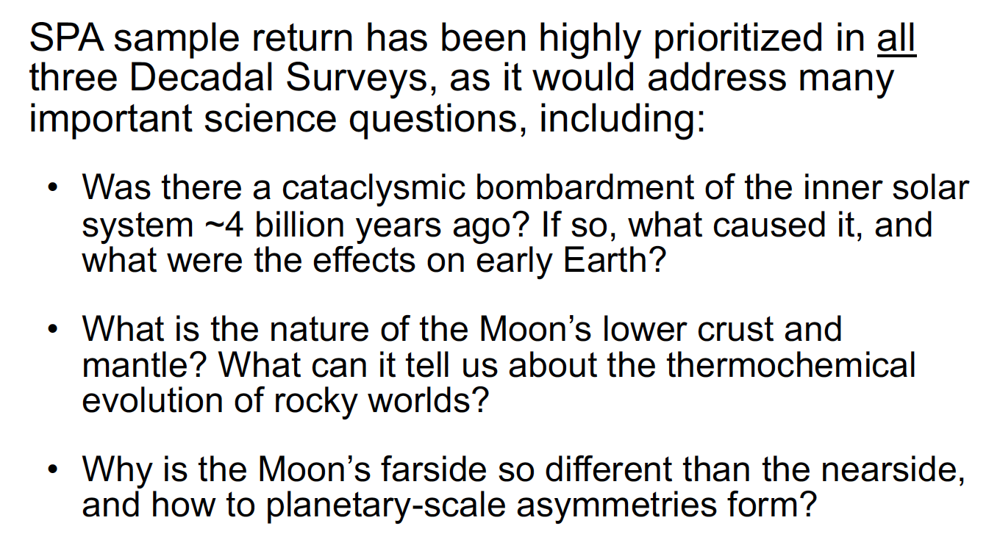 SPA sample return has been highly prioritized in all
three Decadal Surveys, as it would address many
important science questions, including:
• Was there a cataclysmic bombardment of the inner solar
system ~4 billion years ago? If so, what caused it, and
what were the effects on early Earth?
• What is the nature of the Moon’s lower crust and
mantle? What can it tell us about the thermochemical
evolution of rocky worlds?
• Why is the Moon’s farside so different than the nearside,
and how to planetary-scale asymmetries form?